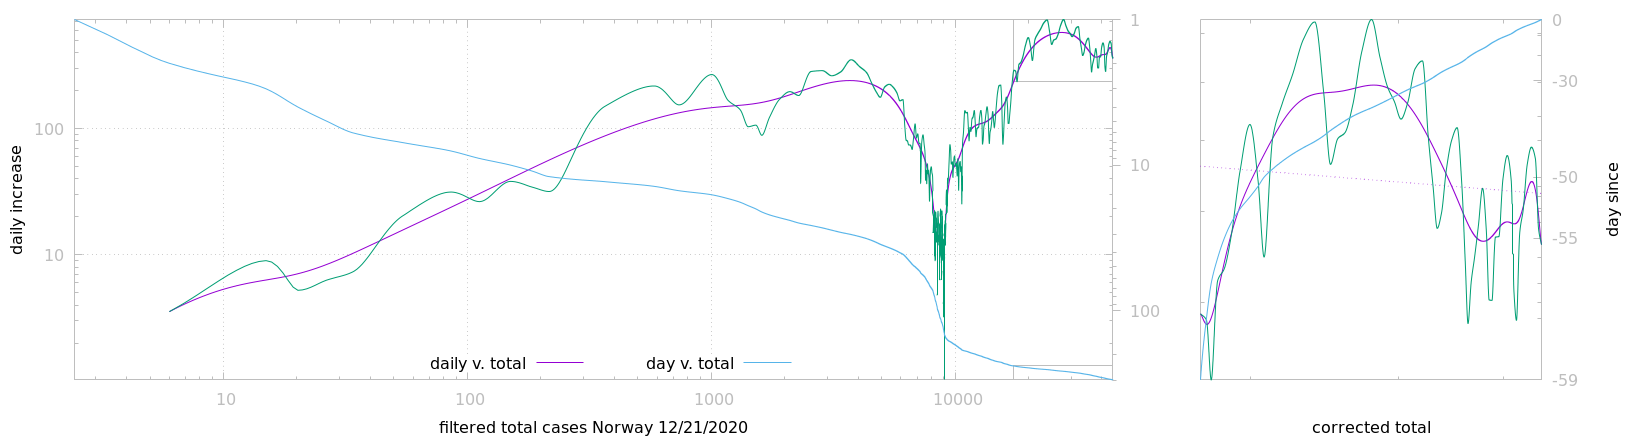 daily increase
100
10
daily v. total
day v. total
10
100
1000
10000
filtered total cases Norway 12/21/2020
1
10
100
0
-30
-50
-55
-59
day since
corrected total